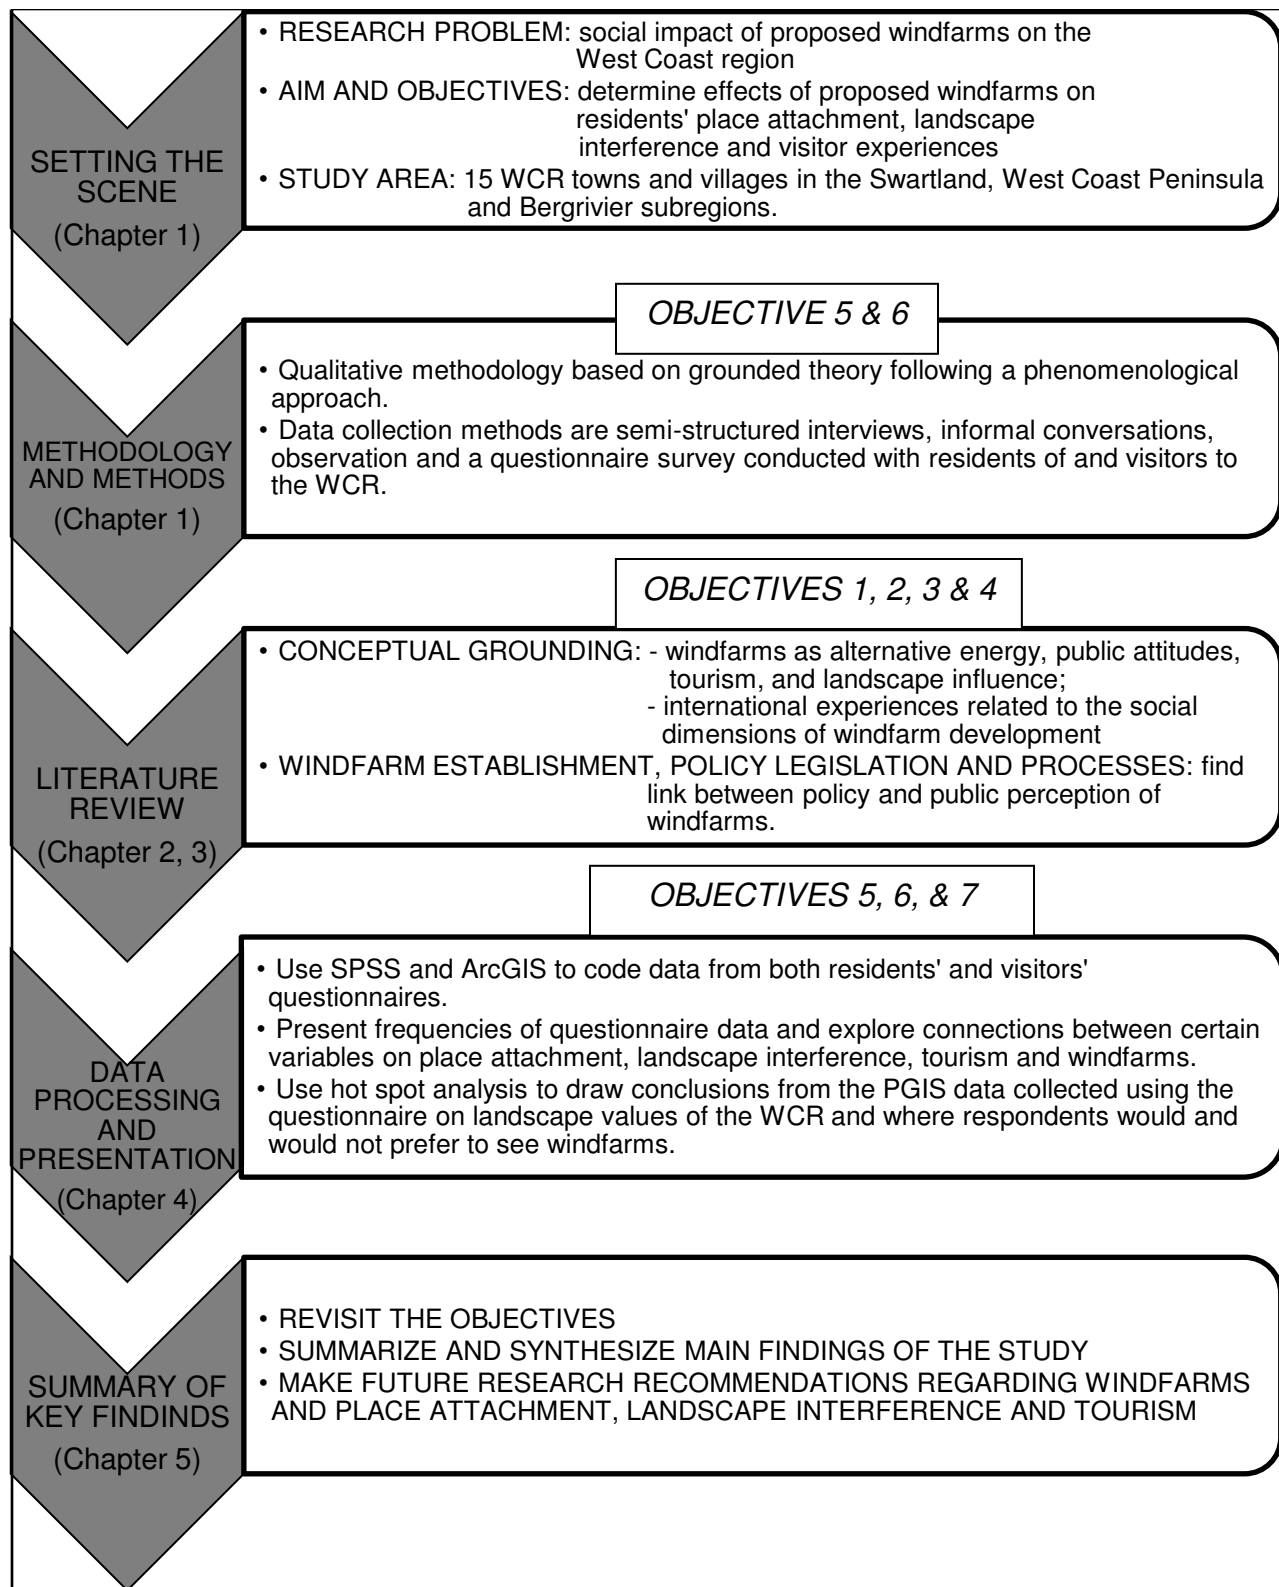 SETTING THE
SCENE
(Chapter 1)
• RESEARCH PROBLEM: social impact of proposed windfarms on the
West Coast region
• AIM AND OBJECTIVES: determine effects of proposed windfarms on
residents' place attachment, landscape
interference and visitor experiences
• STUDY AREA: 15 WCR towns and villages in the Swartland, West Coast Peninsula
and Bergrivier subregions.
OBJECTIVE 5 & 6
METHODOLOGY
AND METHODS
(Chapter 1)
• Qualitative methodology based on grounded theory following a phenomenological
approach.
• Data collection methods are semi-structured interviews, informal conversations,
observation and a questionnaire survey conducted with residents of and visitors to
the WCR.
OBJECTIVES 1, 2, 3 & 4
LITERATURE
REVIEW
(Chapter 2, 3)
• CONCEPTUAL GROUNDING: - windfarms as alternative energy, public attitudes,
tourism, and landscape influence;
- international experiences related to the social
dimensions of windfarm development
• WINDFARM ESTABLISHMENT, POLICY LEGISLATION AND PROCESSES: find
link between policy and public perception of
windfarms.
OBJECTIVES 5, 6, & 7
DATA
PROCESSING
AND
PRESENTATION
(Chapter 4)
• Use SPSS and ArcGIS to code data from both residents' and visitors'
questionnaires.
• Present frequencies of questionnaire data and explore connections between certain
variables on place attachment, landscape interference, tourism and windfarms.
• Use hot spot analysis to draw conclusions from the PGIS data collected using the
questionnaire on landscape values of the WCR and where respondents would and
would not prefer to see windfarms.
SUMMARY OF
KEY FINDINDS
(Chapter 5)
• REVISIT THE OBJECTIVES
• SUMMARIZE AND SYNTHESIZE MAIN FINDINGS OF THE STUDY
• MAKE FUTURE RESEARCH RECOMMENDATIONS REGARDING WINDFARMS
AND PLACE ATTACHMENT, LANDSCAPE INTERFERENCE AND TOURISM